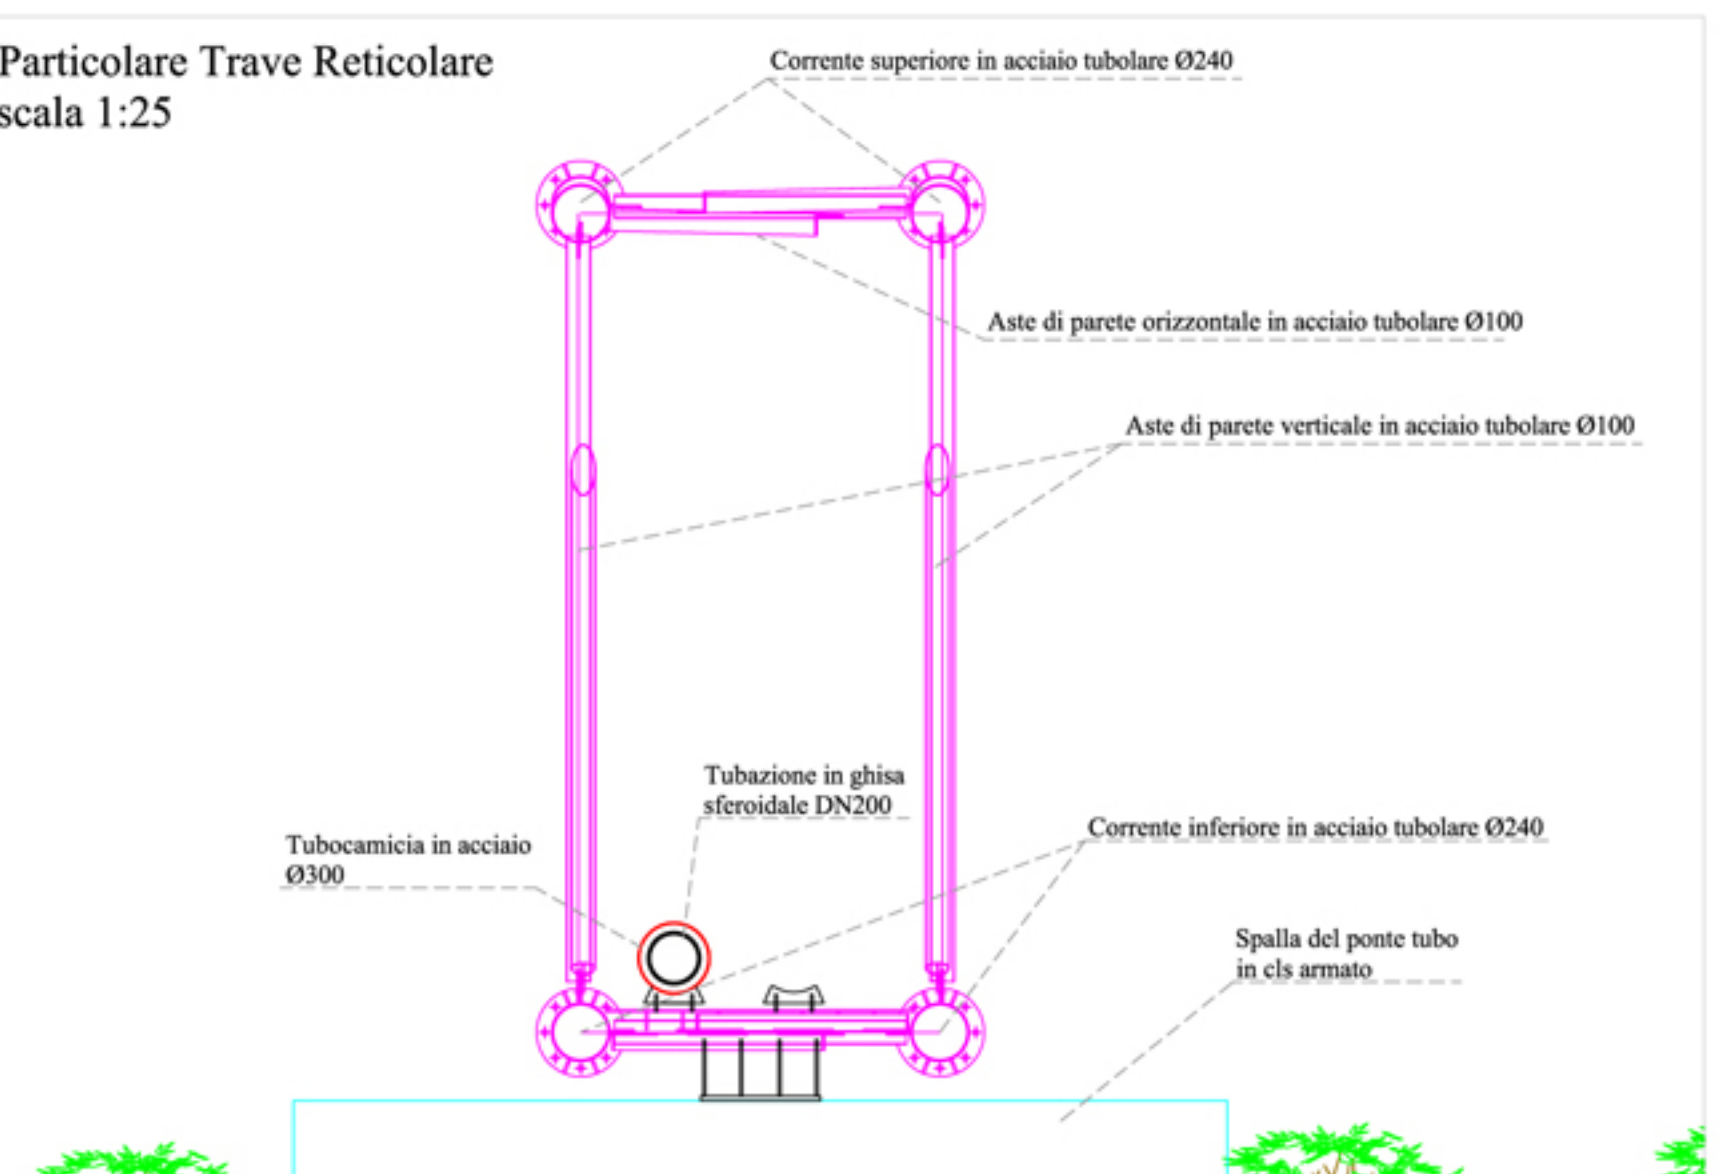 Particolare Trave Reticolare
scala 1:25
Corrente superiore in acciaio tubolare Ø240
Aste di parete orizzontale in acciaio tubolare Ø100
Aste di parete verticale in acciaio tubolare Ø100
Tubazione in ghisa
sferoidale DN200
Tubocamicia in acciaio
Ø300
Corrente inferiore in acciaio tubolare Ø240
Spalla del ponte tubo
in cls armato